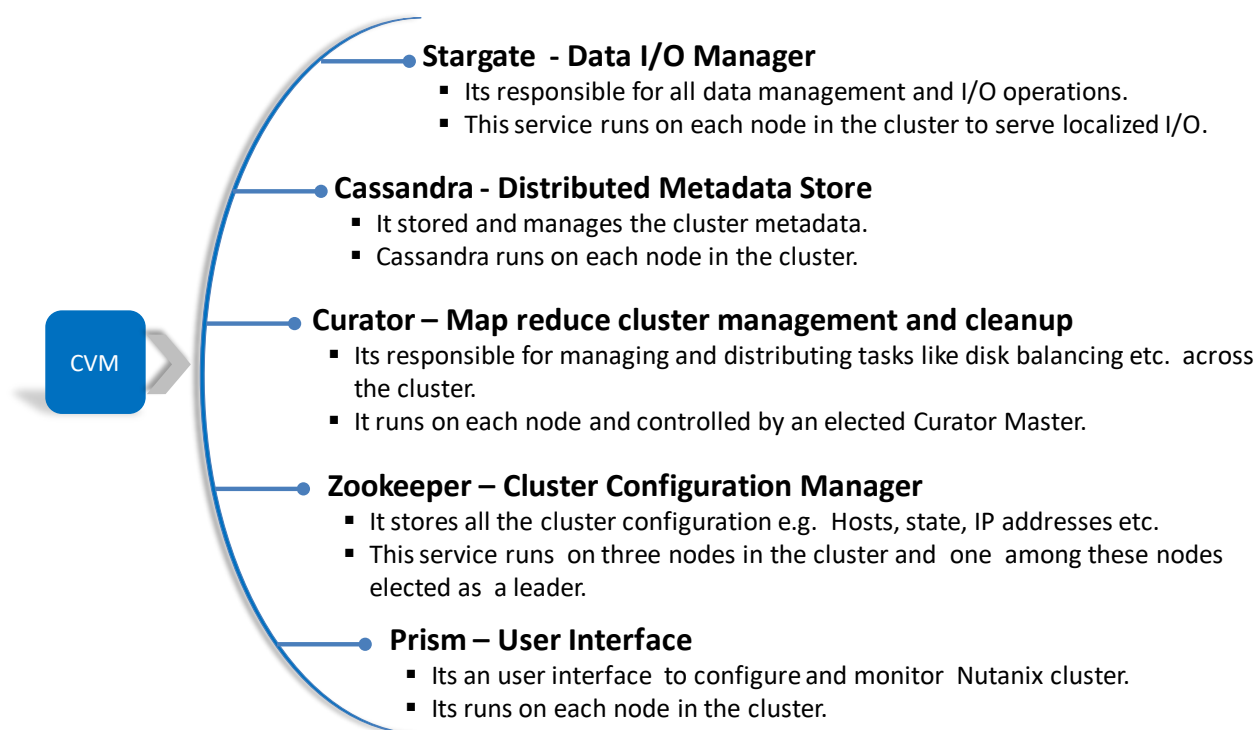 Stargate - Data I/O Manager
▪ Its responsible for all data management and I/O operations.
▪ This service runs on each node in the cluster to serve localized I/O.
Cassandra - Distributed Metadata Store
▪ It stored and manages the cluster metadata.
▪ Cassandra runs on each node in the cluster.
CVM
Curator – Map reduce cluster management and cleanup
▪ Its responsible for managing and distributing tasks like disk balancing etc. across
the cluster.
▪ It runs on each node and controlled by an elected Curator Master.
Zookeeper – Cluster Configuration Manager
▪ It stores all the cluster configuration e.g. Hosts, state, IP addresses etc.
▪ This service runs on three nodes in the cluster and one among these nodes
elected as a leader.
Prism – User Interface
▪ Its an user interface to configure and monitor Nutanix cluster.
▪ Its runs on each node in the cluster.